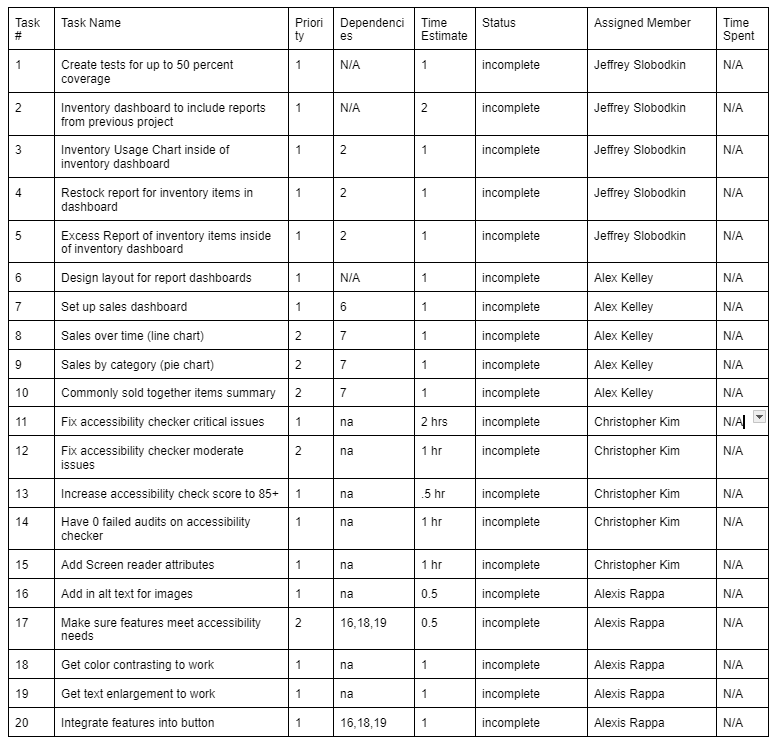 Task # Task Name Priority Dependencies Time Estimate Status Assigned Member Time Spent
1 Create tests for up to 50 percent coverage 1 N/A 1 incomplete Jeffrey Slobodkin N/A
2 Inventory dashboard to include reports from previous project 1 N/A 2 incomplete Jeffrey Slobodkin N/A
3 Inventory Usage Chart inside of inventory dashboard 1 2 1 incomplete Jeffrey Slobodkin N/A
4 Restock report for inventory items in dashboard 1 2 1 incomplete Jeffrey Slobodkin N/A
5 Excess Report of inventory items inside of inventory dashboard 1 2 1 incomplete Jeffrey Slobodkin N/A
6 Design layout for report dashboards 1 N/A 1 incomplete Alex Kelley N/A
7 Set up sales dashboard 1 6 1 incomplete Alex Kelley N/A
8 Sales over time (line chart) 2 7 1 incomplete Alex Kelley N/A
9 Sales by category (pie chart) 2 7 1 incomplete Alex Kelley N/A
10 Commonly sold together items summary 2 7 1 incomplete Alex Kelley N/A
11 Fix accessibility checker critical issues 1 na 2 hrs incomplete Christopher Kim N/A
12 Fix accessibility checker moderate issues 2 na 1 hr incomplete Christopher Kim N/A
13 Increase accessibility check score to 85+ 1 na .5 hr incomplete Christopher Kim N/A
14 Have 0 failed audits on accessibility checker 1 na 1 hr incomplete Christopher Kim N/A
15 Add Screen reader attributes 1 na 1 hr incomplete Christopher Kim N/A
16 Add in alt text for images 1 na 0.5 incomplete Alexis Rappa N/A
17 Make sure features meet accessibility needs 2 16,18,19 0.5 incomplete Alexis Rappa N/A
18 Get color contrasting to work 1 na 1 incomplete Alexis Rappa N/A
19 Get text enlargement to work 1 na 1 incomplete Alexis Rappa N/A
20 Integrate features into button 1 16,18,19 1 incomplete Alexis Rappa N/A